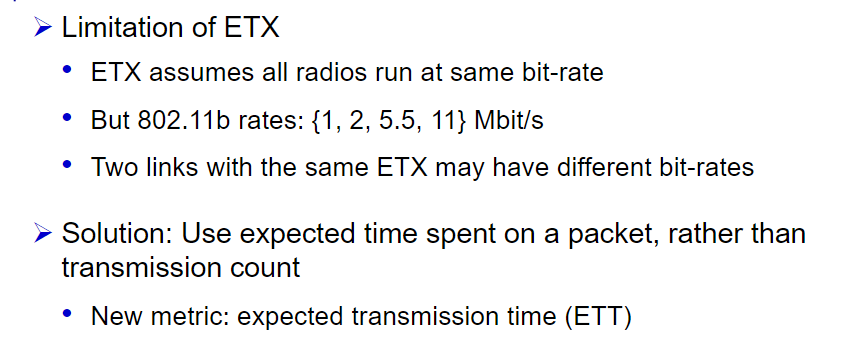 ➢ Limitation of ETX
• ETX assumes all radios run at same bit-rate
• But 802.11b rates: {1, 2, 5.5, 11} Mbit/s
• Two links with the same ETX may have different bit-rates
➢ Solution: Use expected time spent on a packet, rather than
transmission count
• New metric: expected transmission time (ETT)